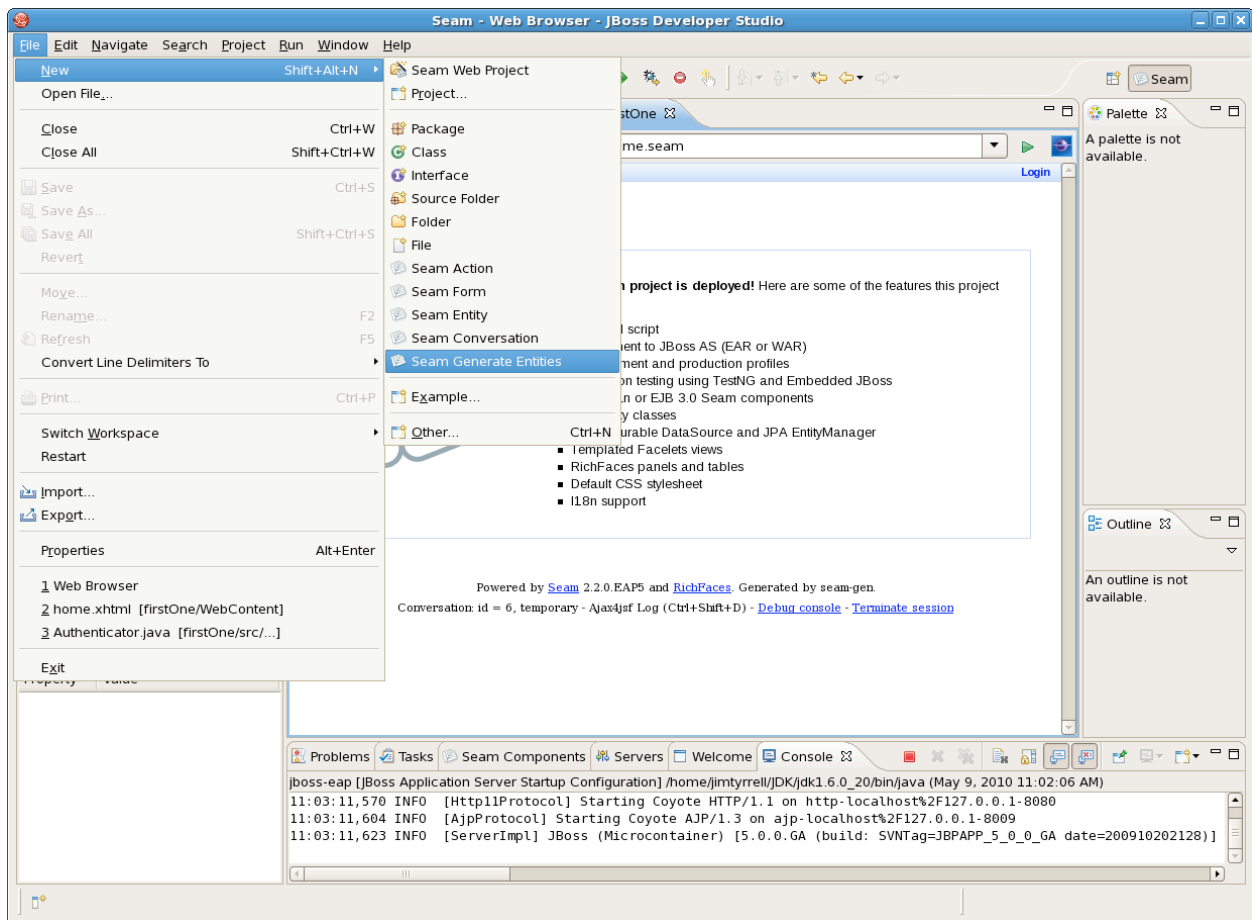 Seam - Web Browser - JBoss Developer Studio
File Edit Navigate Search Project Run Window Help
New Shift+Alt+N
Open File...
Close Ctrl+W
Close All Shift+Ctrl+W
Save Ctrl+S
Save As...
Save All Shift+Ctrl+S
Revert
Move...
Rename... F2
Refresh F5
Convert Line Delimiters To
Print... Ctrl+P
Switch Workspace
Restart
Import...
Export...
Properties Alt+Enter
1 Web Browser
2 home.xhtml [firstOne/WebContent]
3 Authenticator.java [firstOne/src/...]
Exit
Seam Web Project
Project...
Package
Class
Interface
Source Folder
Folder
File
Seam Action
Seam Form
Seam Entity
Seam Conversation
Seam Generate Entities
Example...
Other... Ctrl+N
Seam
stOne
me.seam
Login
project is deployed! Here are some of the features this project
script
ent to JBoss AS (EAR or WAR)
ment and production profiles
on testing using TestNG and Embedded JBoss
n or EJB 3.0 Seam components
y classes
urable DataSource and JPA EntityManager
Templated Facelets views
RichFaces panels and tables
Default CSS stylesheet
I18n support
Powered by Seam 2.2.0.EAP5 and RichFaces. Generated by seam-gen.
Conversation: id = 6, temporary - Ajax4jsf Log (Ctrl+Shift+D) - Debug console - Terminate session
Palette
A palette is not
available.
Outline
An outline is not
available.
Property Value
Problems Tasks Seam Components Servers Welcome Console
jboss-eap [JBoss Application Server Startup Configuration] /home/jimtyrrell/JDK/jdk1.6.0_20/bin/java (May 9, 2010 11:02:06 AM)
11:03:11,570 INFO [Http11Protocol] Starting Coyote HTTP/1.1 on http-localhost%2F127.0.0.1-8080
11:03:11,604 INFO [AjpProtocol] Starting Coyote AJP/1.3 on ajp-localhost%2F127.0.0.1-8009
11:03:11,623 INFO [ServerImpl] JBoss (Microcontainer) [5.0.0.GA (build: SVNTag=JBPAPP_5_0_0_GA date=200910202128)]